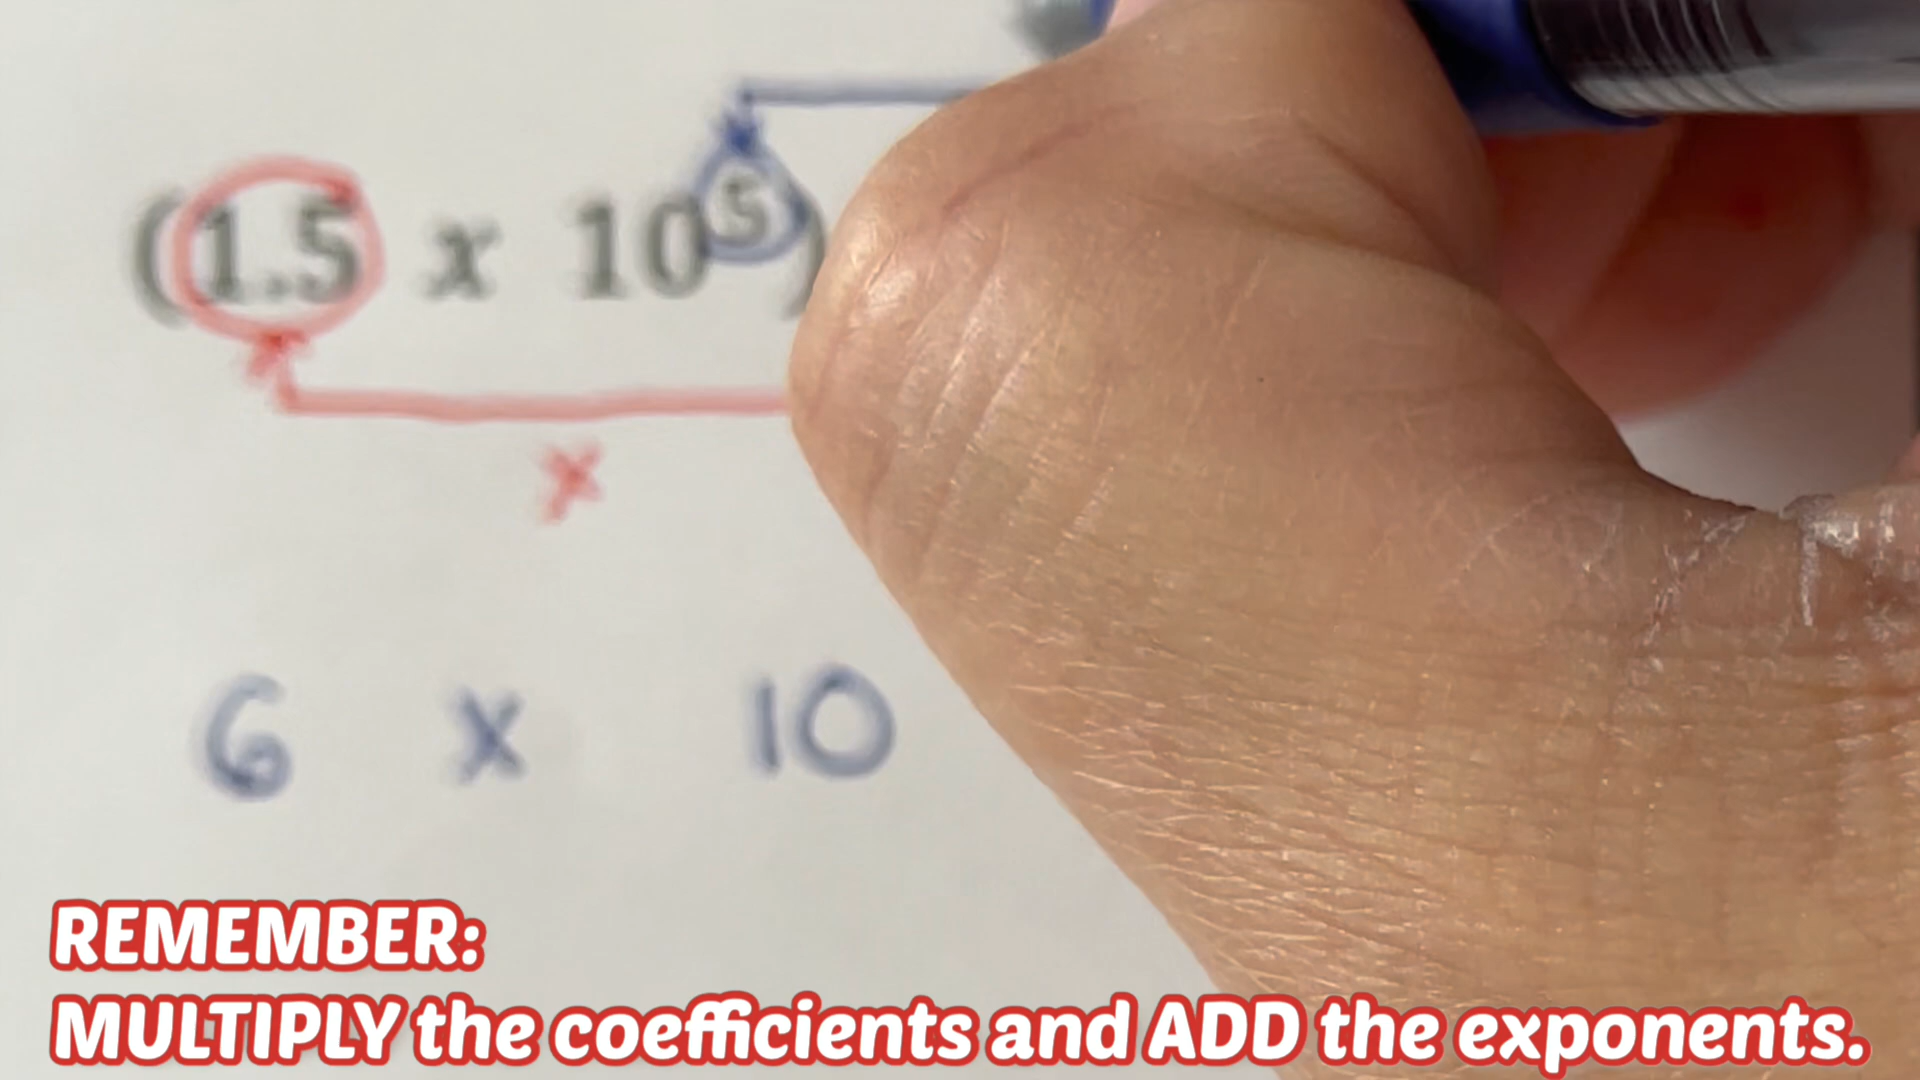 (1.5 x 10⁵)
x
6 x 10
REMEMBER:
MULTIPLY the coefficients and ADD the exponents.